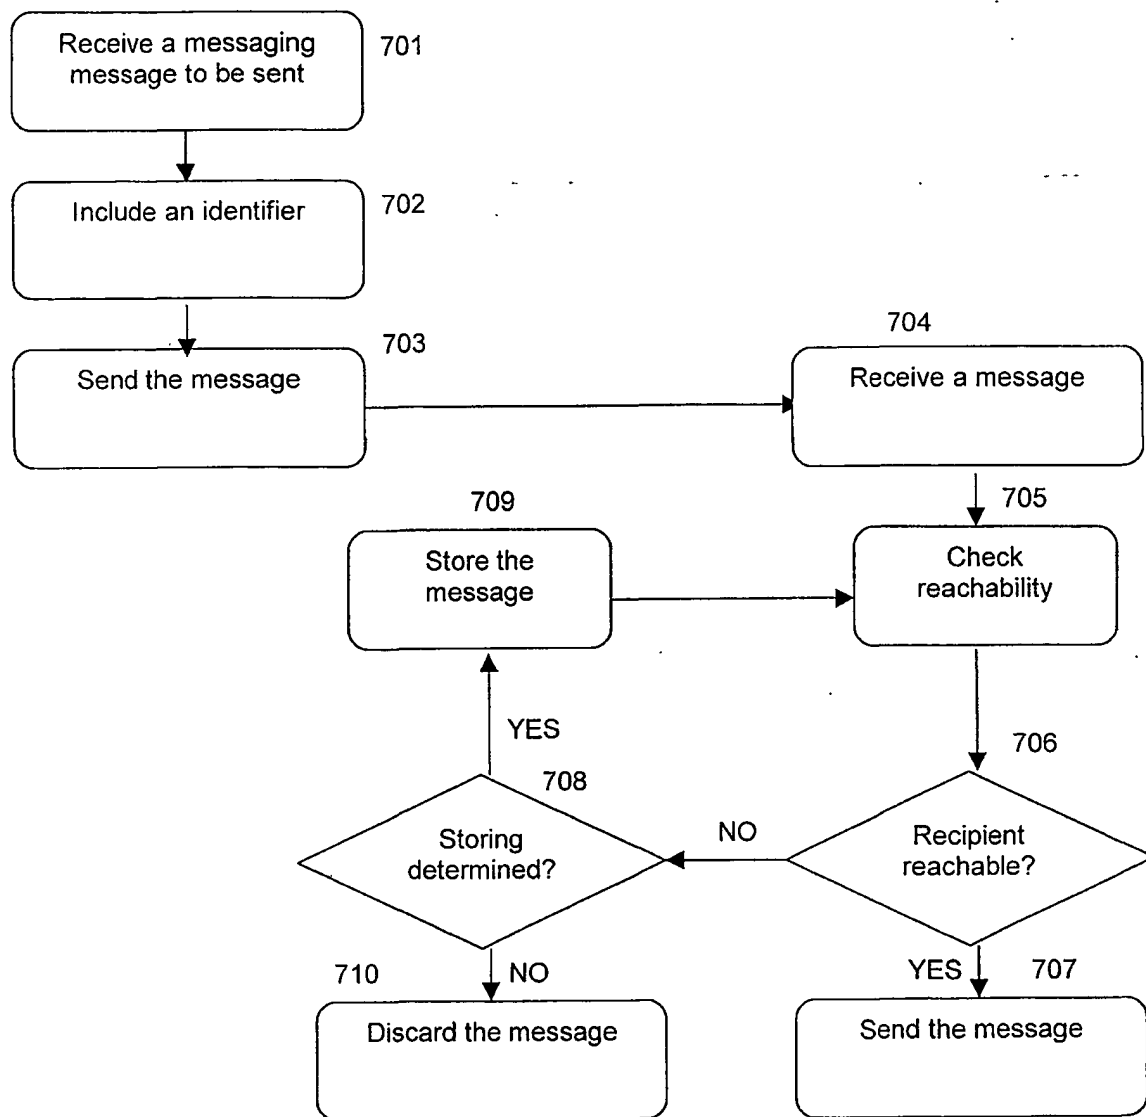 Receive a messaging
message to be sent
701
Include an identifier
702
703
Send the message
704
Receive a message
705
709
Store the
message
Check
reachability
YES
706
708
Storing
determined?
NO
Recipient
reachable?
710
NO
YES
707
Discard the message
Send the message